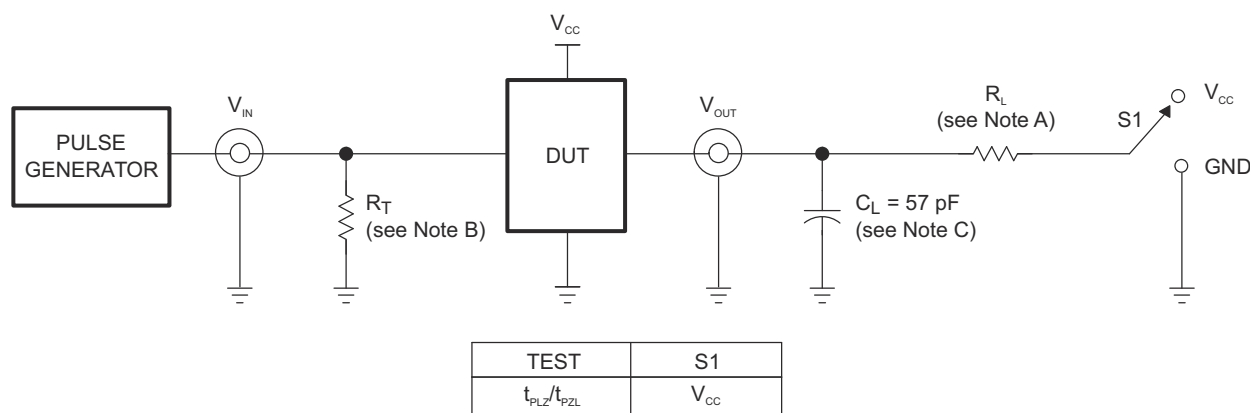 V_CC
PULSE GENERATOR
V_IN
DUT
V_OUT
R_L
(see Note A)
S1
V_CC
GND
R_T
(see Note B)
C_L = 57 pF
(see Note C)
TEST S1
t_PLZ/t_PZL V_CC